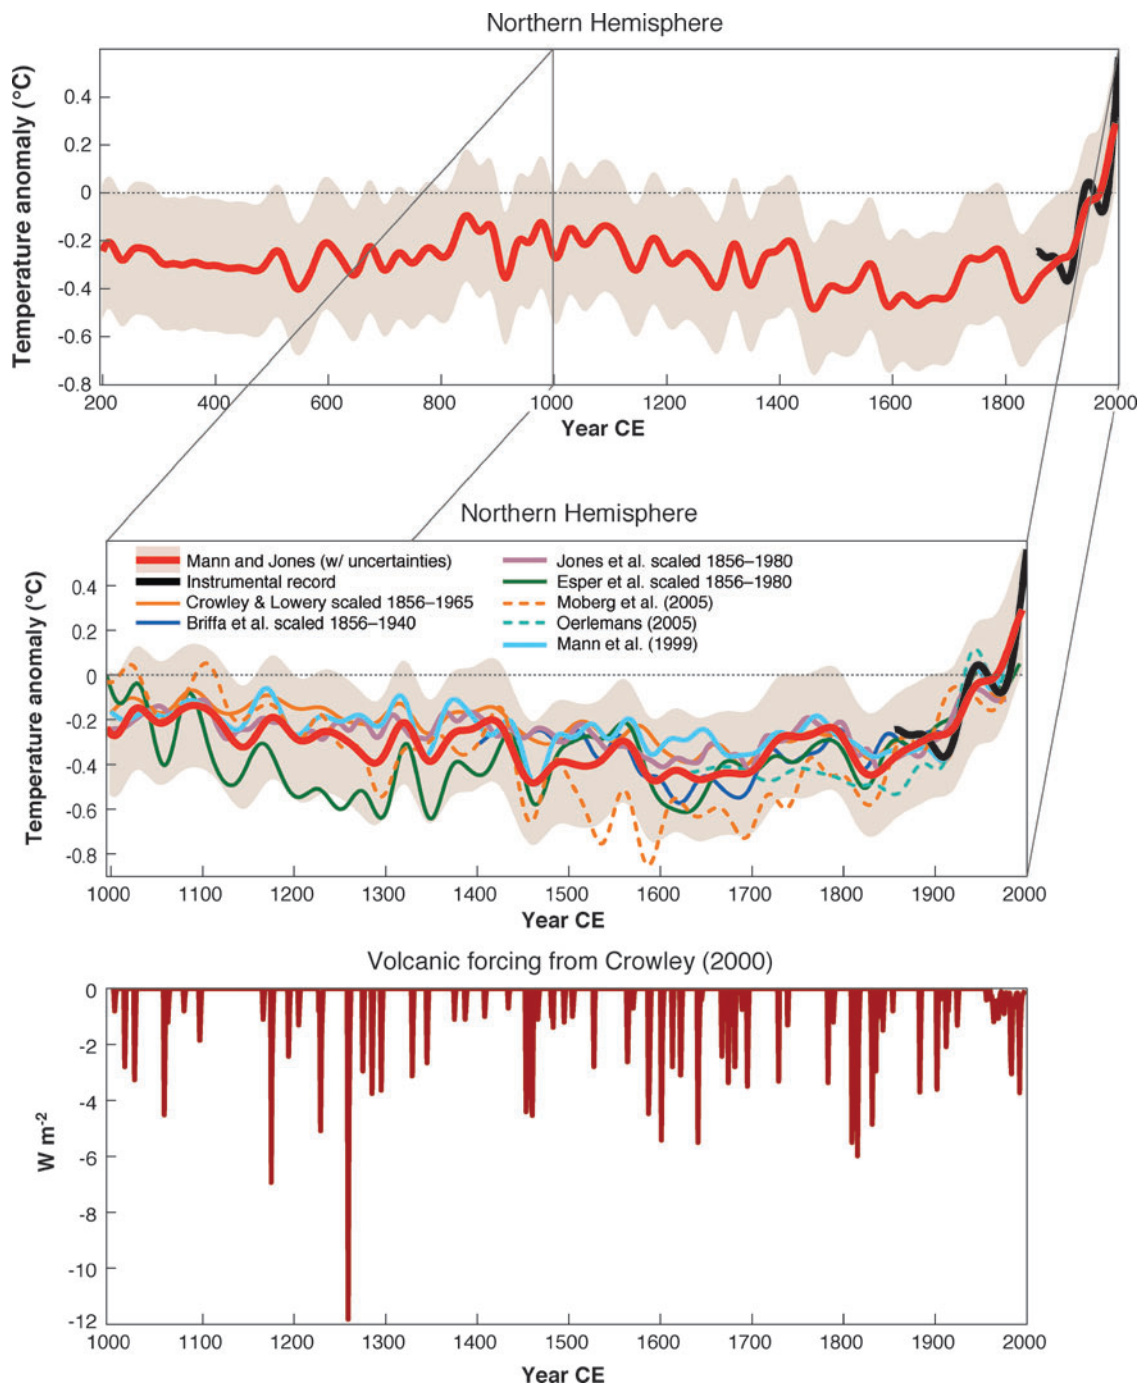 Northern Hemisphere
Temperature anomaly (°C)
0.4
0.2
0
-0.2
-0.4
-0.6
-0.8
200 400 600 800 1000 1200 1400 1600 1800 2000
Year CE
Northern Hemisphere
Mann and Jones (w/ uncertainties)
Instrumental record
Crowley & Lowery scaled 1856–1965
Briffa et al. scaled 1856–1940
Jones et al. scaled 1856–1980
Esper et al. scaled 1856–1980
Moberg et al. (2005)
Oerlemans (2005)
Mann et al. (1999)
Temperature anomaly (°C)
0.4
0.2
0
-0.2
-0.4
-0.6
-0.8
1000 1100 1200 1300 1400 1500 1600 1700 1800 1900 2000
Year CE
Volcanic forcing from Crowley (2000)
W m-2
0
-2
-4
-6
-8
-10
-12
1000 1100 1200 1300 1400 1500 1600 1700 1800 1900 2000
Year CE